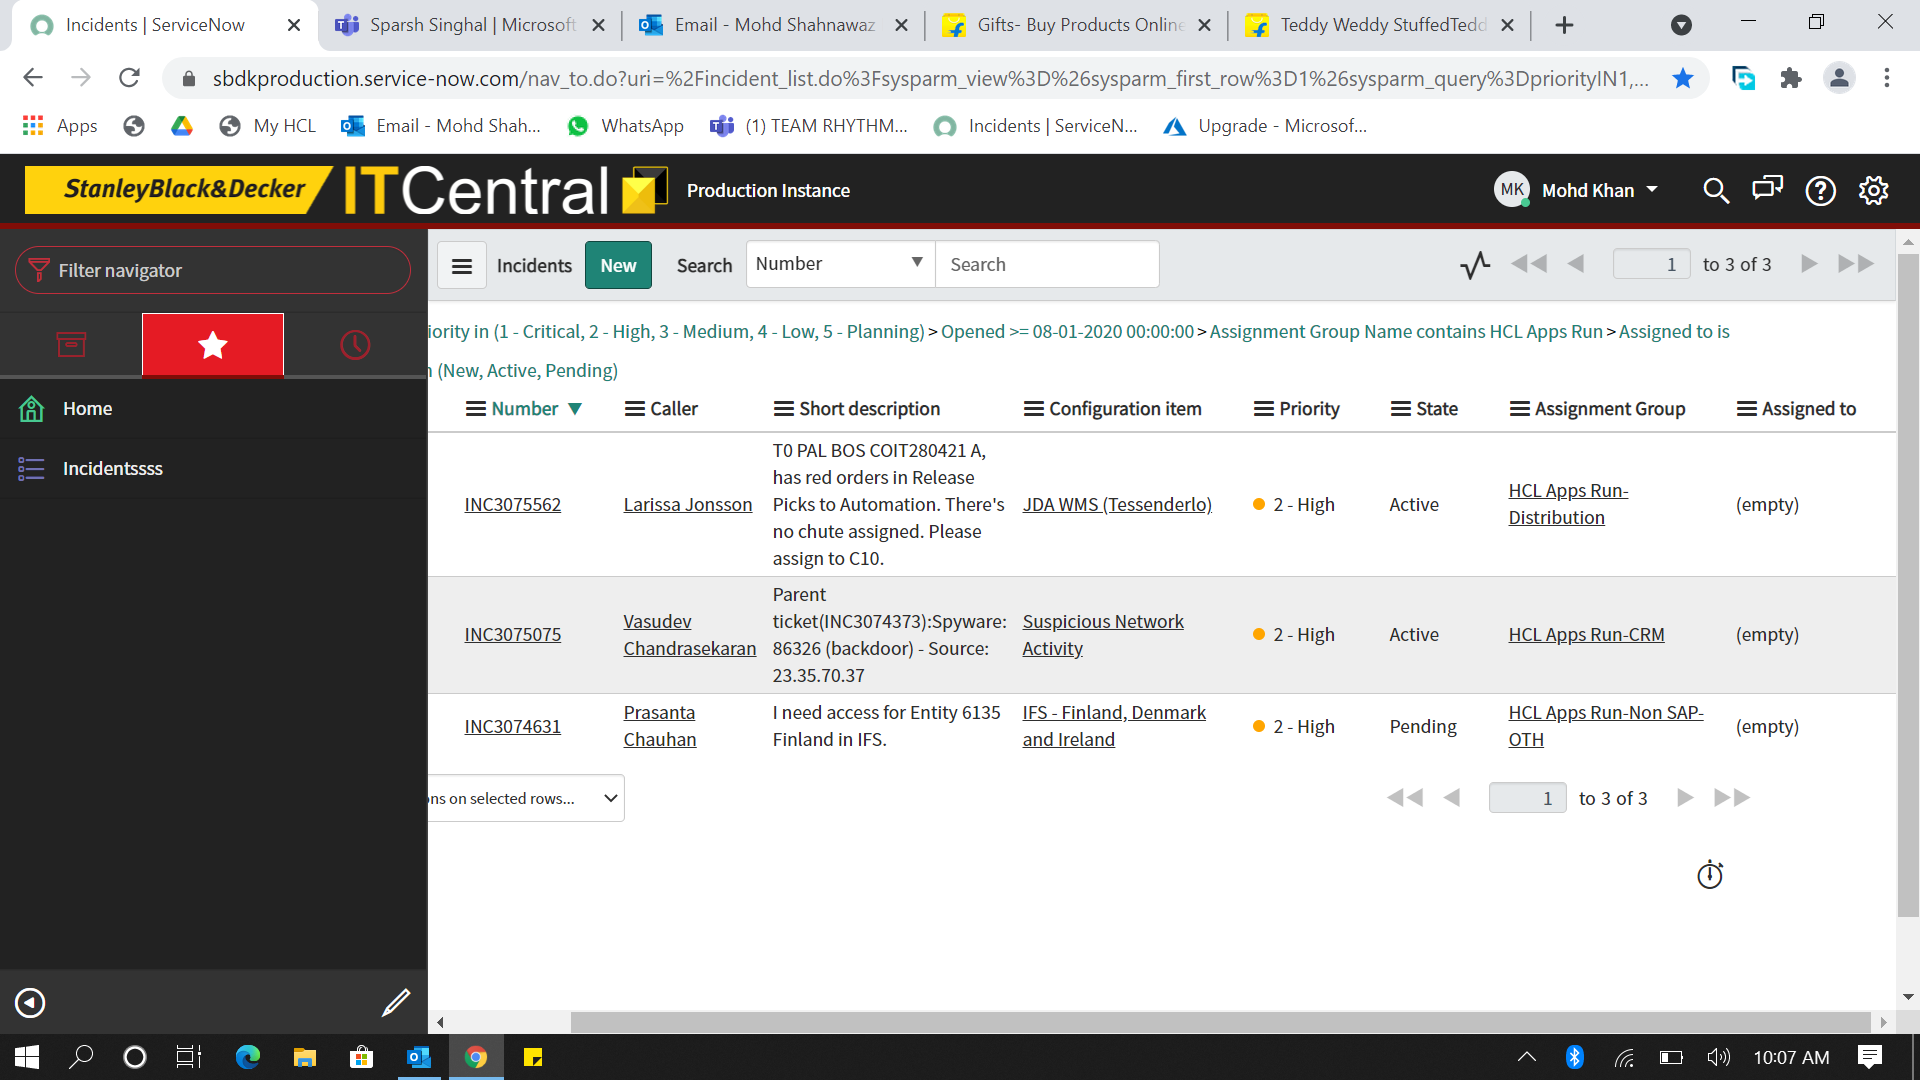 Incidents | ServiceNow
Sparsh Singhal | Microsoft
Email - Mohd Shahnawaz
Gifts- Buy Products Online
Teddy Weddy StuffedTedd
sbdkproduction.service-now.com/nav_to.do?uri=%2Fincident_list.do%3Fsysparm_view%3D%26sysparm_first_row%3D1%26sysparm_query%3DpriorityIN1,...
Apps
My HCL
Email - Mohd Shah...
WhatsApp
(1) TEAM RHYTHM...
Incidents | ServiceN...
Upgrade - Microsof...
StanleyBlack&Decker
ITCentral
Production Instance
MK
Mohd Khan
Filter navigator
Home
Incidentssss
Incidents
New
Search
Number
Search
1 to 3 of 3
iority in (1 - Critical, 2 - High, 3 - Medium, 4 - Low, 5 - Planning) > Opened >= 08-01-2020 00:00:00 > Assignment Group Name contains HCL Apps Run > Assigned to is
n (New, Active, Pending)
Number Caller Short description Configuration item Priority State Assignment Group Assigned to
INC3075562
Larissa Jonsson
T0 PAL BOS COIT280421 A,
has red orders in Release
Picks to Automation. There's
no chute assigned. Please
assign to C10.
JDA WMS (Tessenderlo)
2 - High
Active
HCL Apps Run-
Distribution
(empty)
INC3075075
Vasudev
Chandrasekaran
Parent
ticket(INC3074373):Spyware:
86326 (backdoor) - Source:
23.35.70.37
Suspicious Network
Activity
2 - High
Active
HCL Apps Run-CRM
(empty)
INC3074631
Prasanta
Chauhan
I need access for Entity 6135
Finland in IFS.
IFS - Finland, Denmark
and Ireland
2 - High
Pending
HCL Apps Run-Non SAP-
OTH
(empty)
ons on selected rows...
1 to 3 of 3
10:07 AM